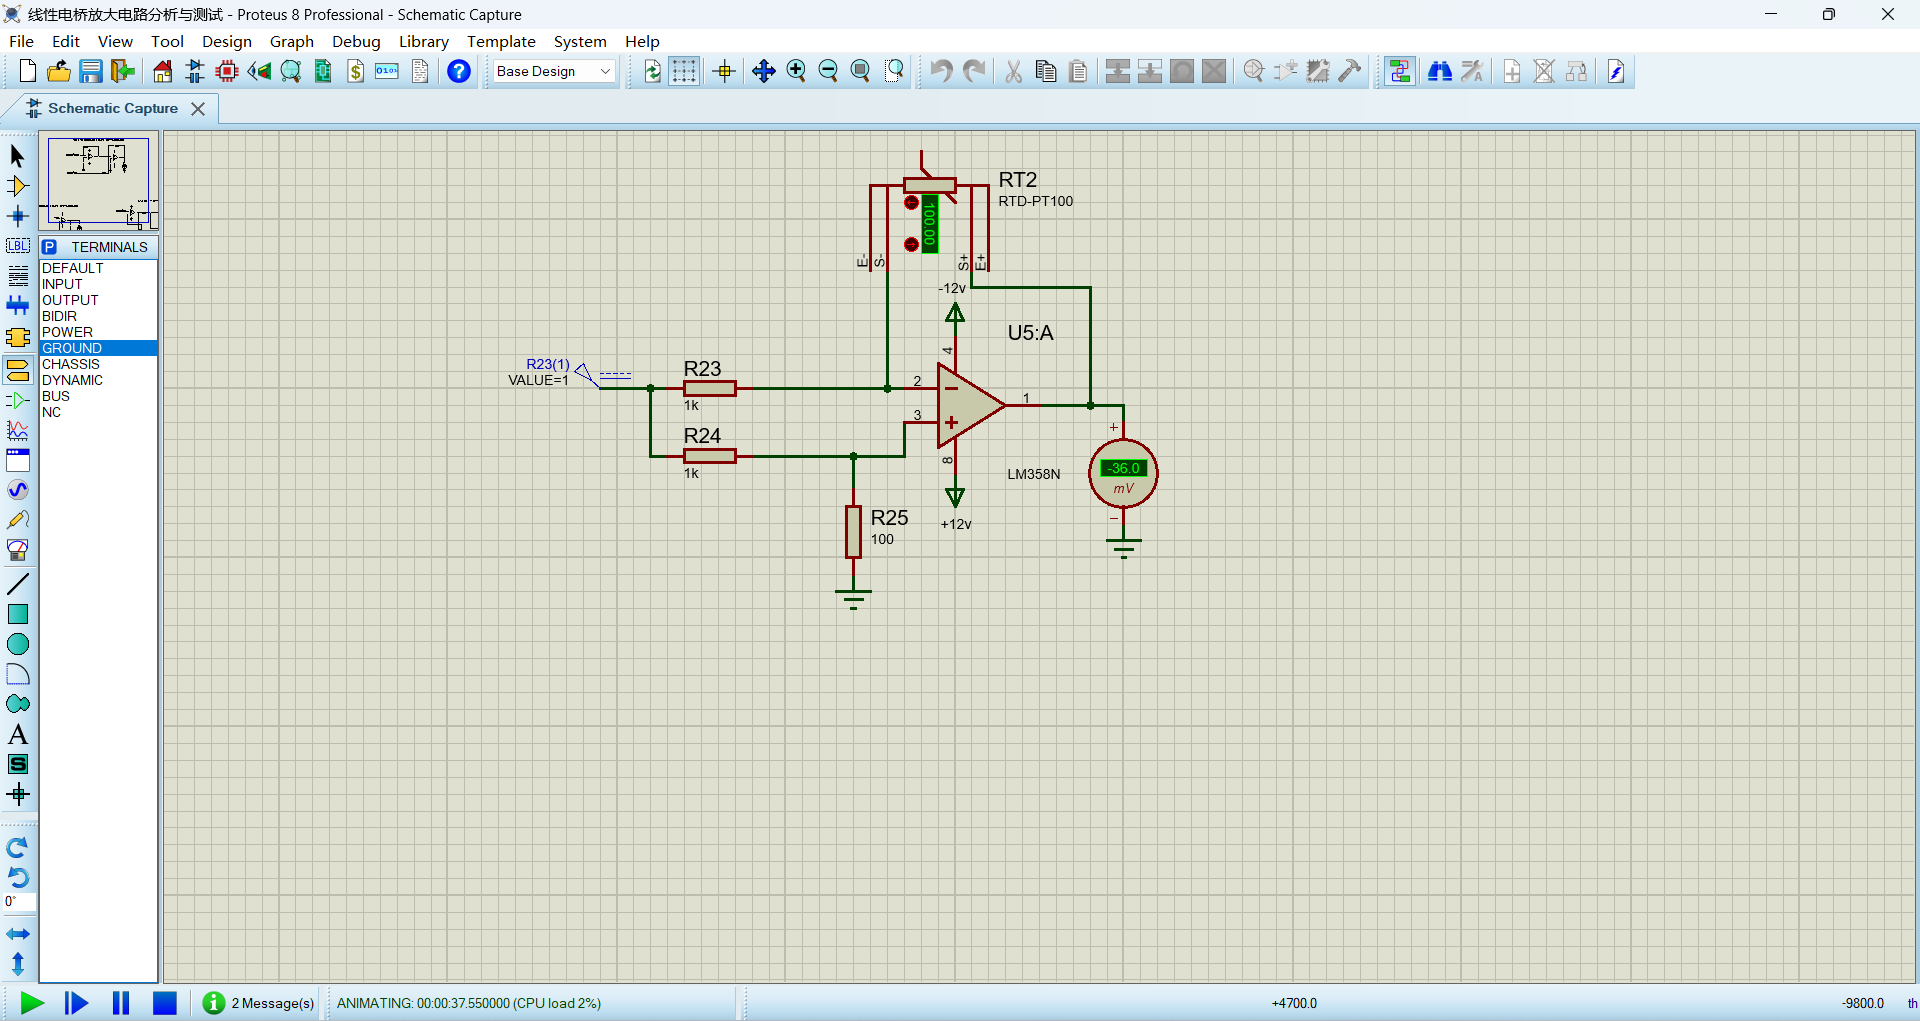 线性电桥放大电路分析与测试 - Proteus 8 Professional - Schematic Capture
File Edit View Tool Design Graph Debug Library Template System Help
Base Design
Schematic Capture
TERMINALS
DEFAULT
INPUT
OUTPUT
BIDIR
POWER
GROUND
CHASSIS
DYNAMIC
BUS
NC
RT2
RTD-PT100
100.00
E-
S-
S+
E+
-12v
U5:A
4
R23(1)
VALUE=1
R23
1k
2
3
1
R24
1k
8
LM358N
+
-36.0
mV
−
+12v
R25
100
0°
2 Message(s)
ANIMATING: 00:00:37.550000 (CPU load 2%)
+4700.0
-9800.0
th